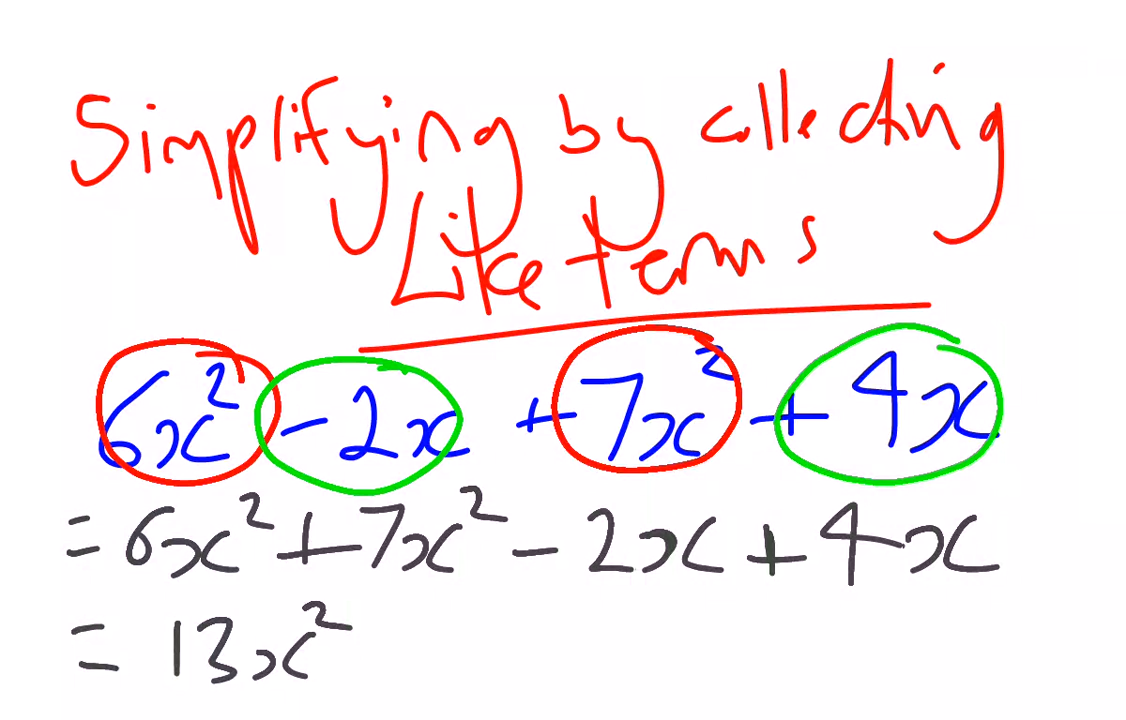 Simplifying by collecting
Like terms
6x² - 2x + 7x² + 4x
= 6x² + 7x² - 2x + 4x
= 13x²